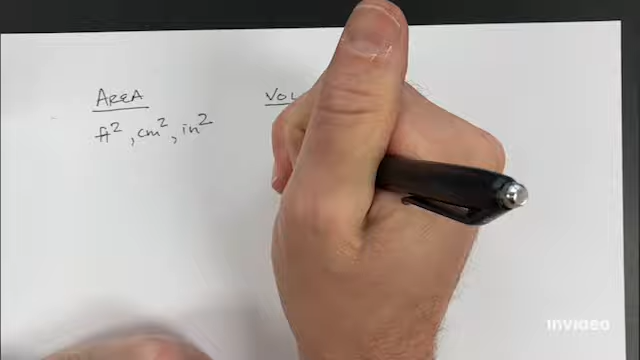 AREA
ft², cm², in²
invideo